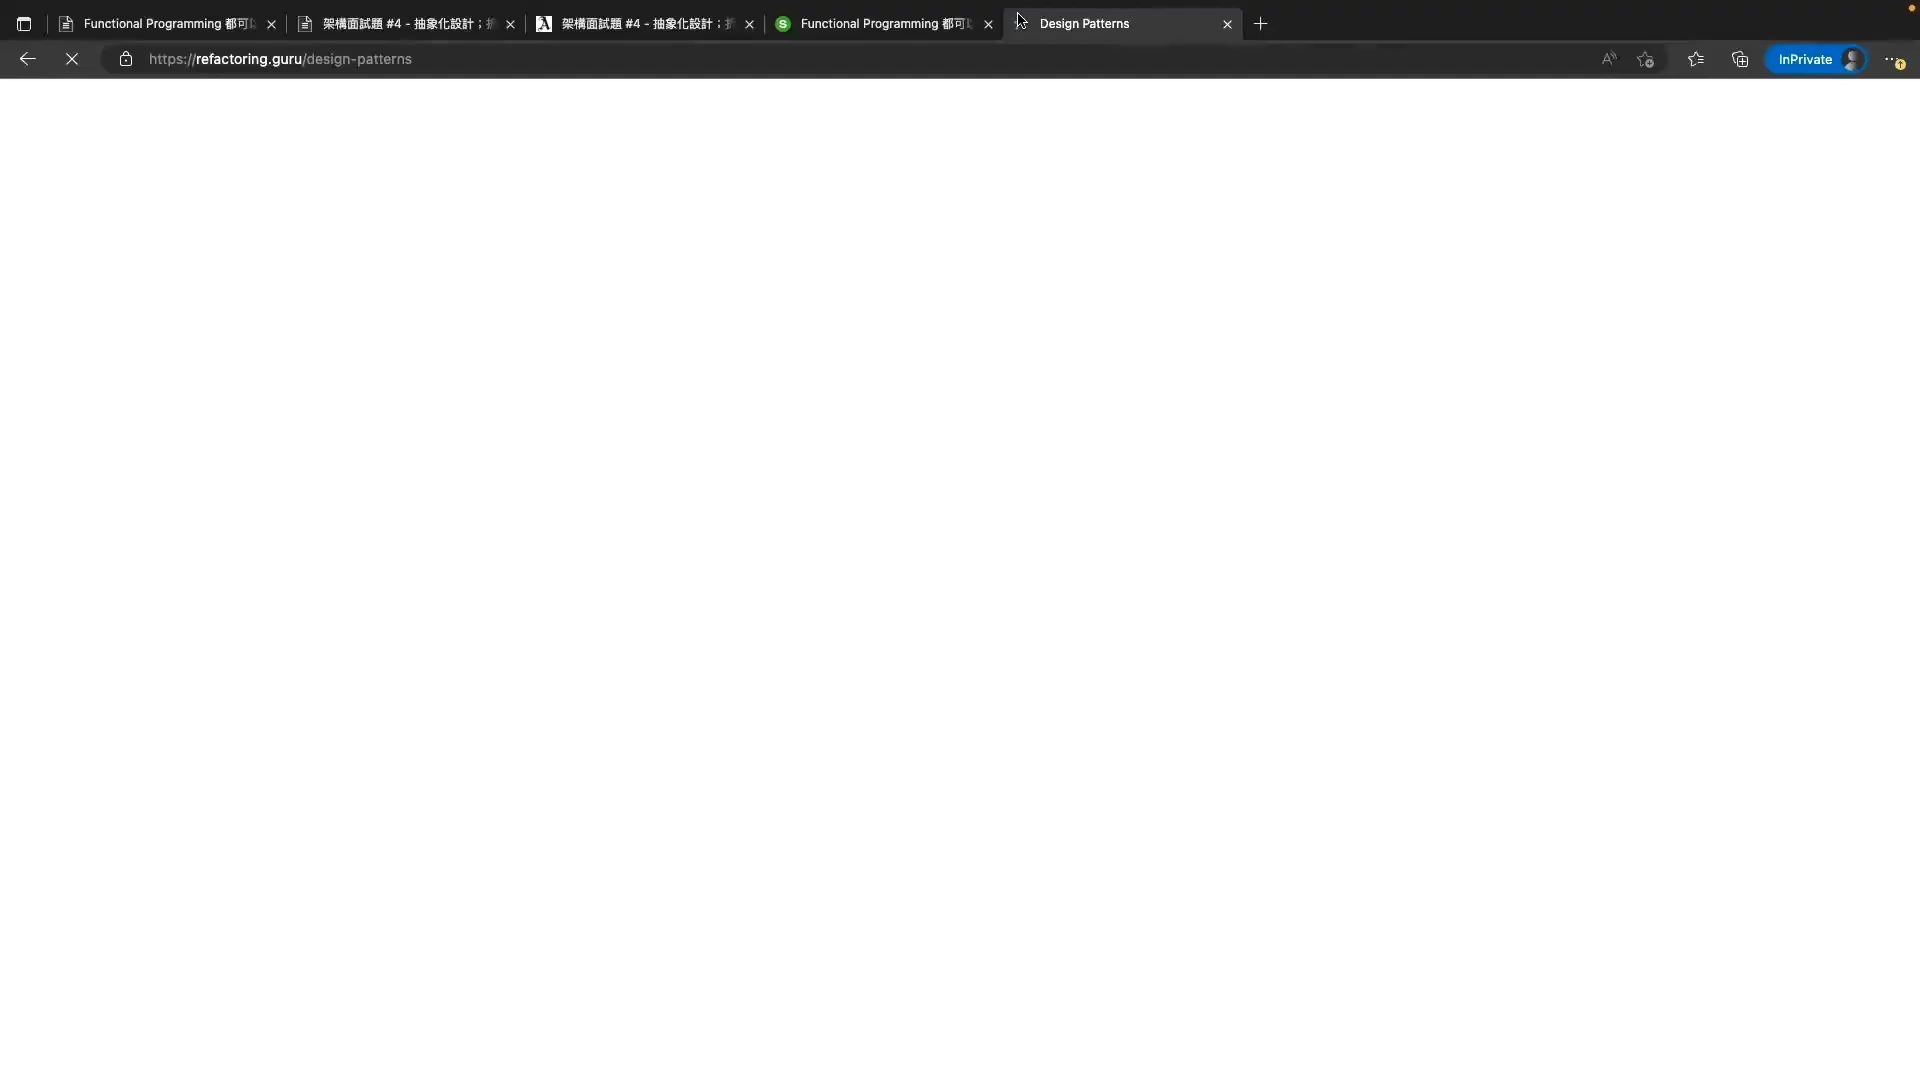 Functional Programming 都可
架構面試題 #4 - 抽象化設計；
架構面試題 #4 - 抽象化設計；
Functional Programming 都可
Design Patterns
https://refactoring.guru/design-patterns
InPrivate